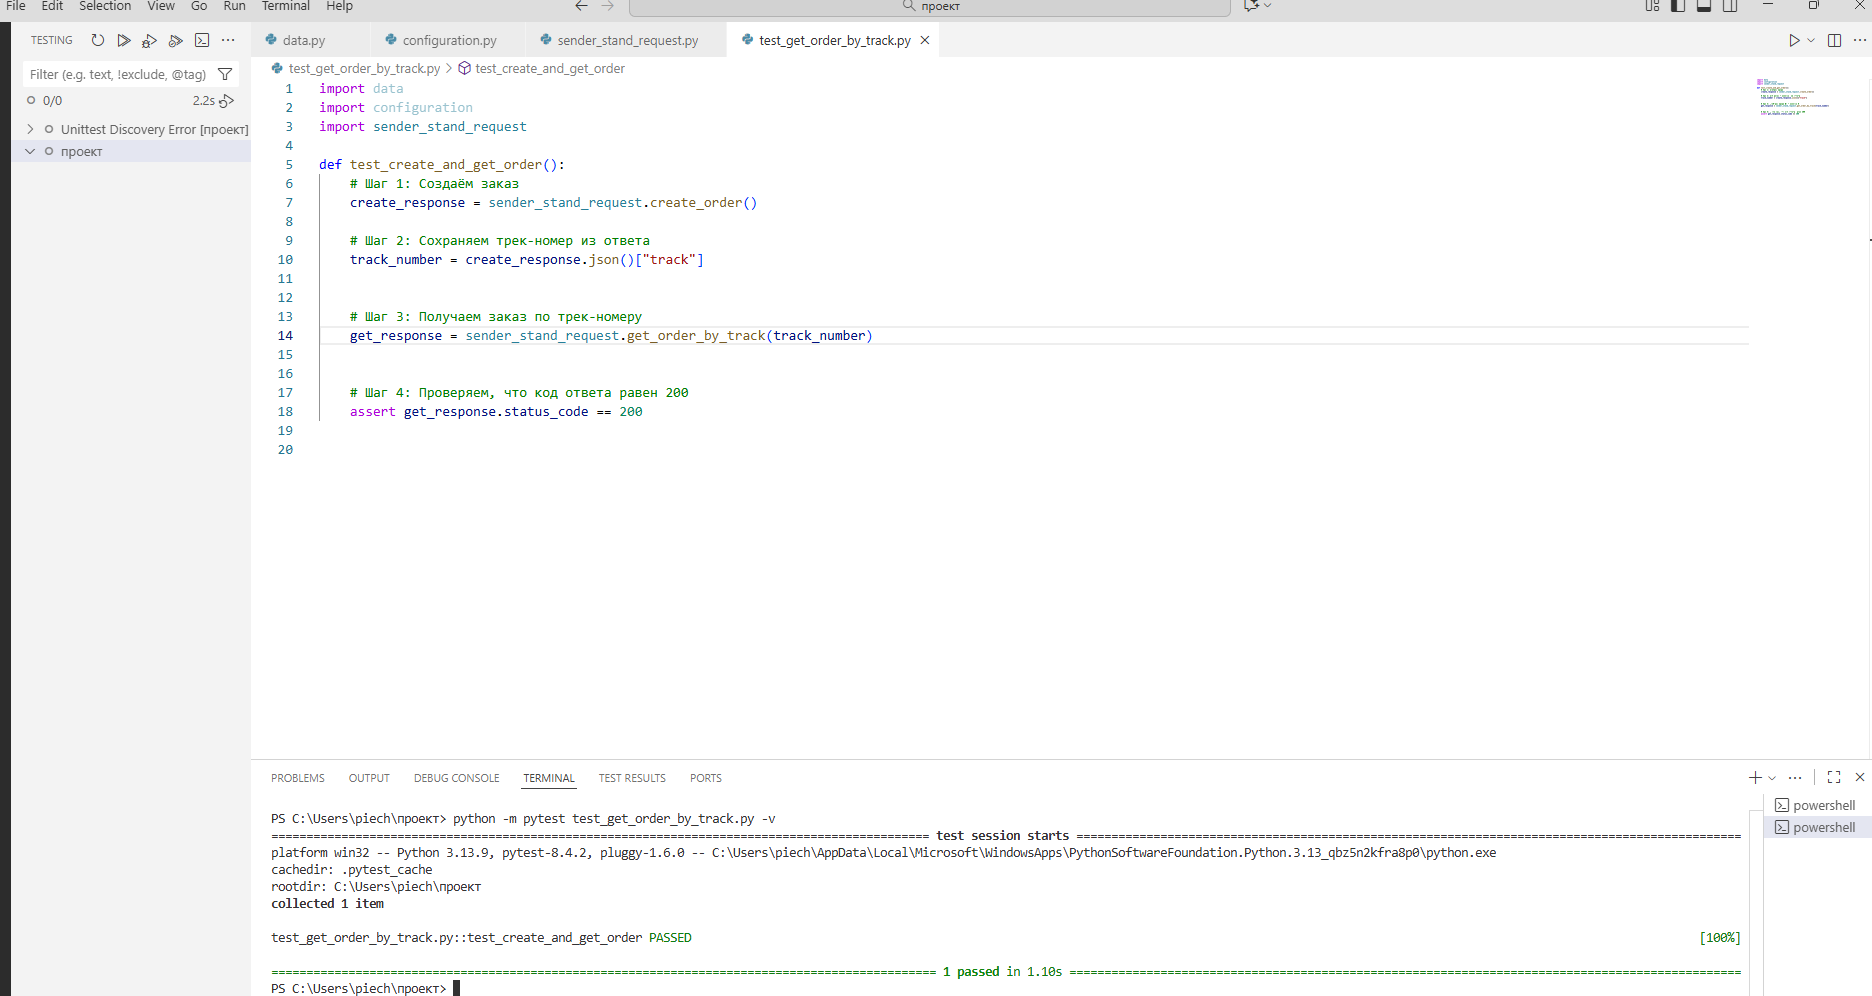 File Edit Selection View Go Run Terminal Help
проект
TESTING
data.py configuration.py sender_stand_request.py test_get_order_by_track.py
Filter (e.g. text, !exclude, @tag)
test_get_order_by_track.py > test_create_and_get_order
0/0 2.2s
Unittest Discovery Error [проект]
проект
1 import data
2 import configuration
3 import sender_stand_request
4
5 def test_create_and_get_order():
6 # Шаг 1: Создаём заказ
7 create_response = sender_stand_request.create_order()
8
9 # Шаг 2: Сохраняем трек-номер из ответа
10 track_number = create_response.json()["track"]
11
12
13 # Шаг 3: Получаем заказ по трек-номеру
14 get_response = sender_stand_request.get_order_by_track(track_number)
15
16
17 # Шаг 4: Проверяем, что код ответа равен 200
18 assert get_response.status_code == 200
19
20
PROBLEMS OUTPUT DEBUG CONSOLE TERMINAL TEST RESULTS PORTS
powershell
powershell
PS C:\Users\piech\проект> python -m pytest test_get_order_by_track.py -v
test session starts
platform win32 -- Python 3.13.9, pytest-8.4.2, pluggy-1.6.0 -- C:\Users\piech\AppData\Local\Microsoft\WindowsApps\PythonSoftwareFoundation.Python.3.13_qbz5n2kfra8p0\python.exe
cachedir: .pytest_cache
rootdir: C:\Users\piech\проект
collected 1 item
test_get_order_by_track.py::test_create_and_get_order PASSED [100%]
1 passed in 1.10s
PS C:\Users\piech\проект>